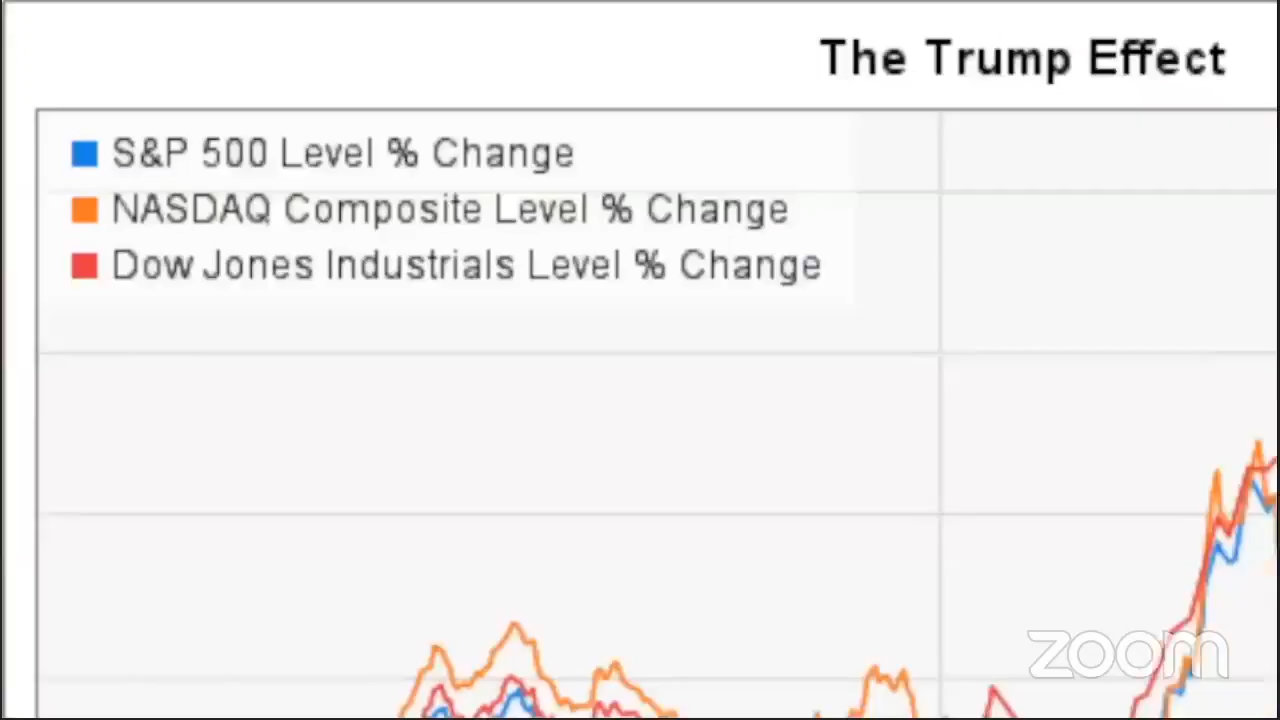 The Trump Effect
S&P 500 Level % Change
NASDAQ Composite Level % Change
Dow Jones Industrials Level % Change
zoom